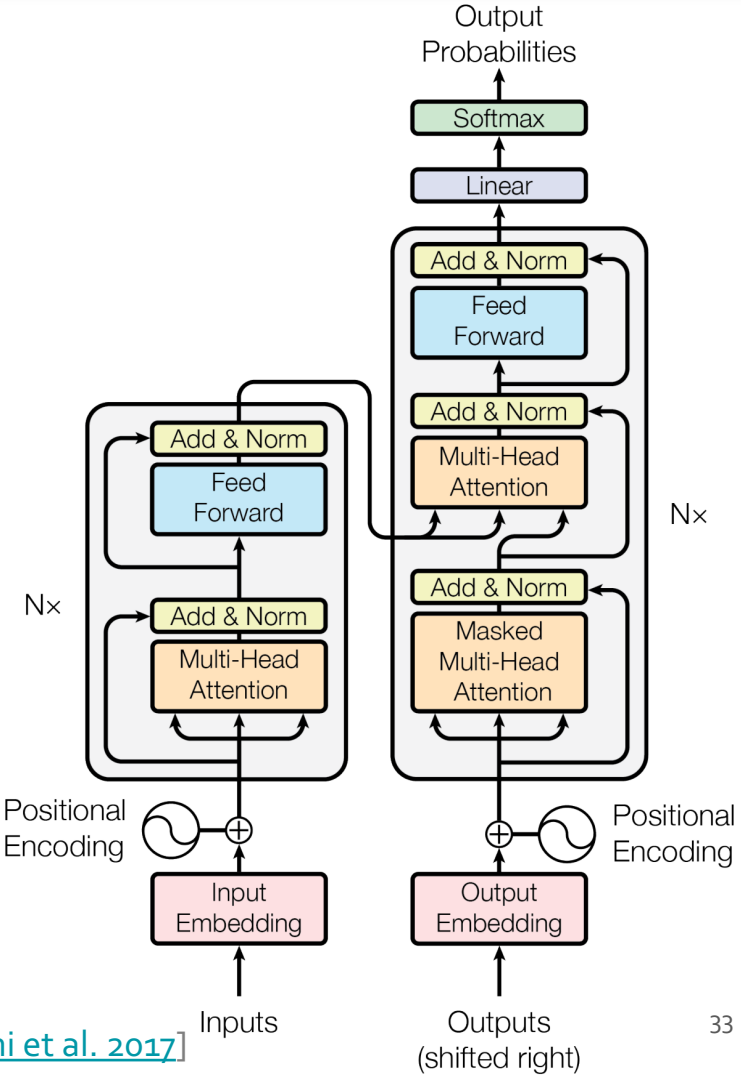 Output
Probabilities
Softmax
Linear
Add & Norm
Feed
Forward
Add & Norm
Multi-Head
Attention
Add & Norm
Masked
Multi-Head
Attention
N×
Add & Norm
Feed
Forward
Add & Norm
Multi-Head
Attention
N×
Positional
Encoding
Positional
Encoding
Input
Embedding
Output
Embedding
Inputs
Outputs
(shifted right)
et al. 2017]
33